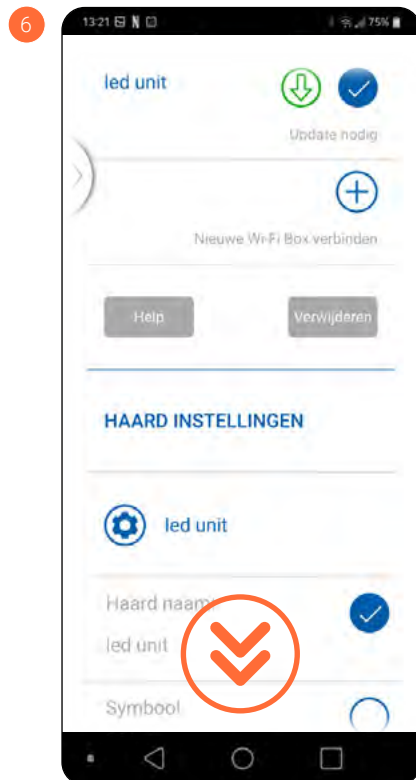 6
13:21 75%
led unit
Update nodig
Nieuwe Wi-Fi Box verbinden
Help Verwijderen
HAARD INSTELLINGEN
led unit
Haard naam
led unit
Symbool